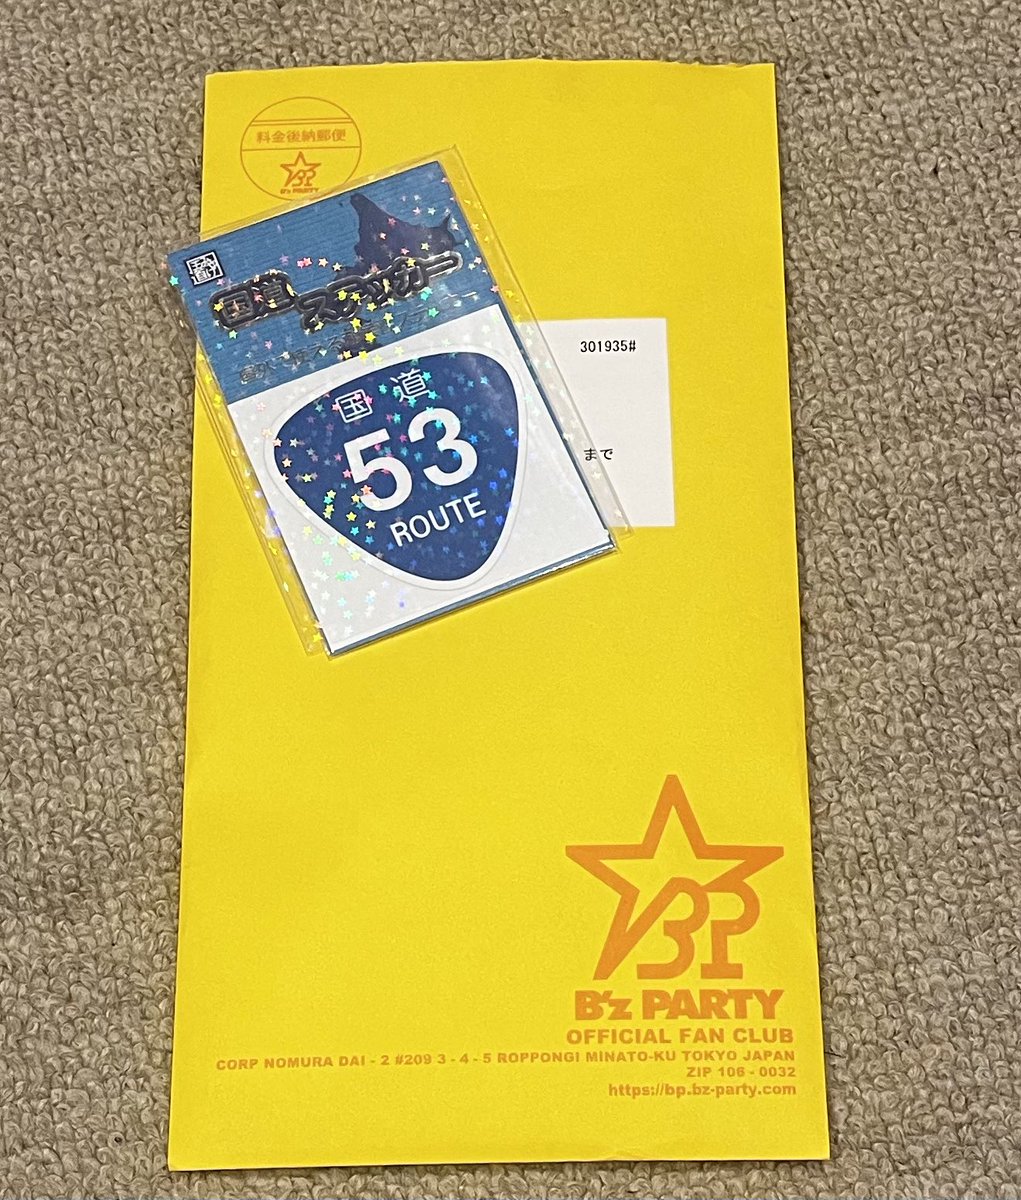 料金後納郵便
BP
B'z PARTY
国道
ステッカー
国道
53
ROUTE
301935#
まで
BP
B'z PARTY
OFFICIAL FAN CLUB
CORP NOMURA DAI - 2 #209 3 - 4 - 5 ROPPONGI MINATO-KU TOKYO JAPAN
ZIP 106 - 0032
https://bp.bz-party.com